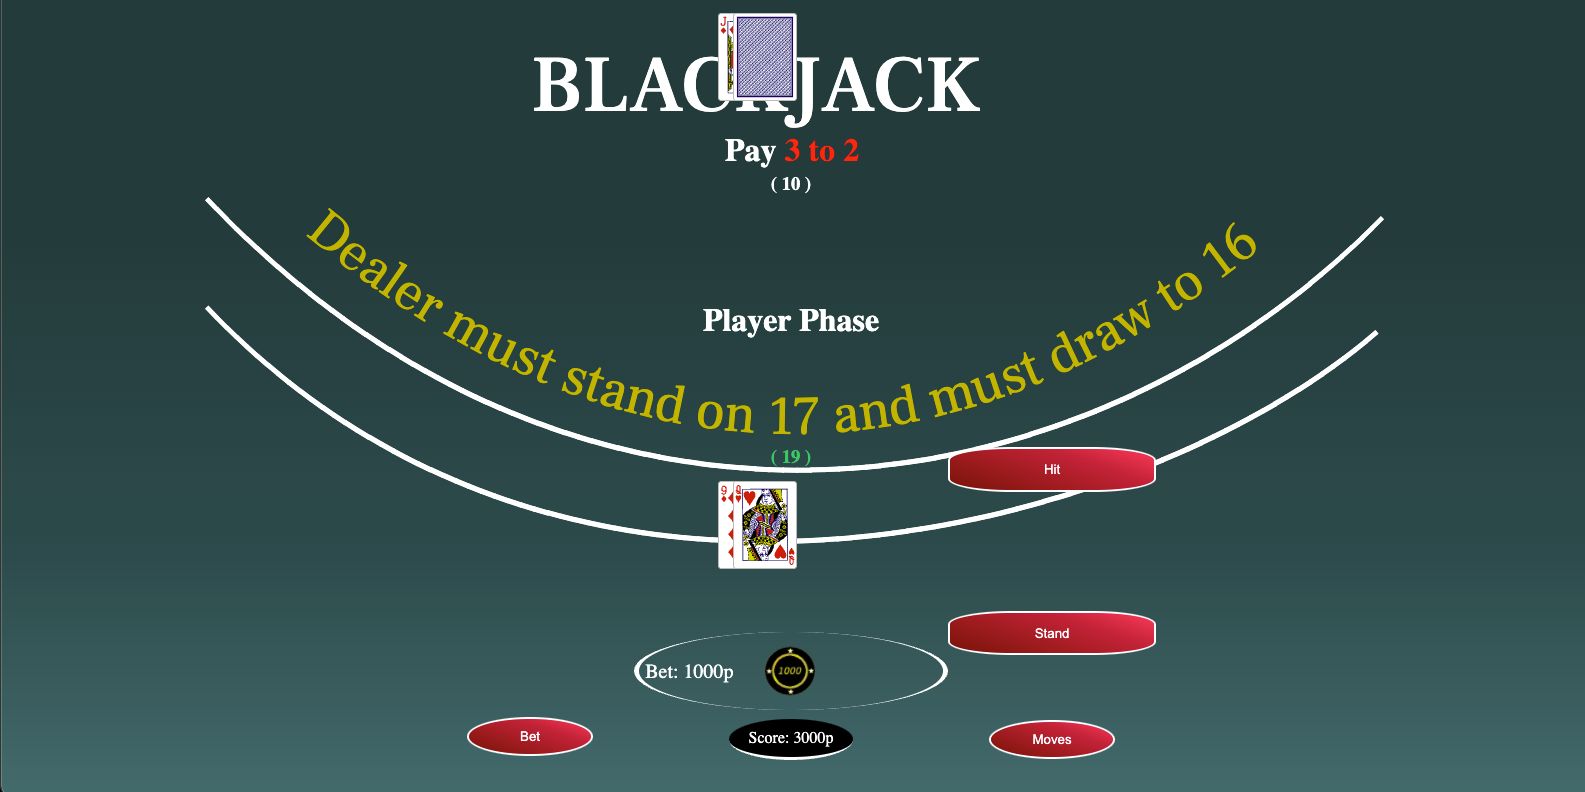 J
BLACKJACK
Pay 3 to 2
( 10 )
Dealer must stand on 17 and must draw to 16
Player Phase
( 19 )
Hit
9 Q
Q
Stand
Bet: 1000p
1000
Bet
Score: 3000p
Moves